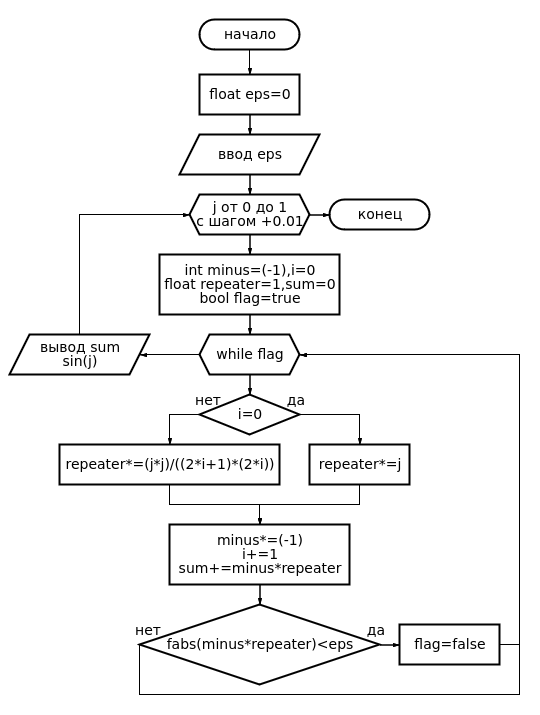 начало
float eps=0
ввод eps
j от 0 до 1
с шагом +0.01
конец
int minus=(-1),i=0
float repeater=1,sum=0
bool flag=true
вывод sum
sin(j)
while flag
нет
да
i=0
repeater*=(j*j)/((2*i+1)*(2*i))
repeater*=j
minus*=(-1)
i+=1
sum+=minus*repeater
нет
да
fabs(minus*repeater)<eps
flag=false